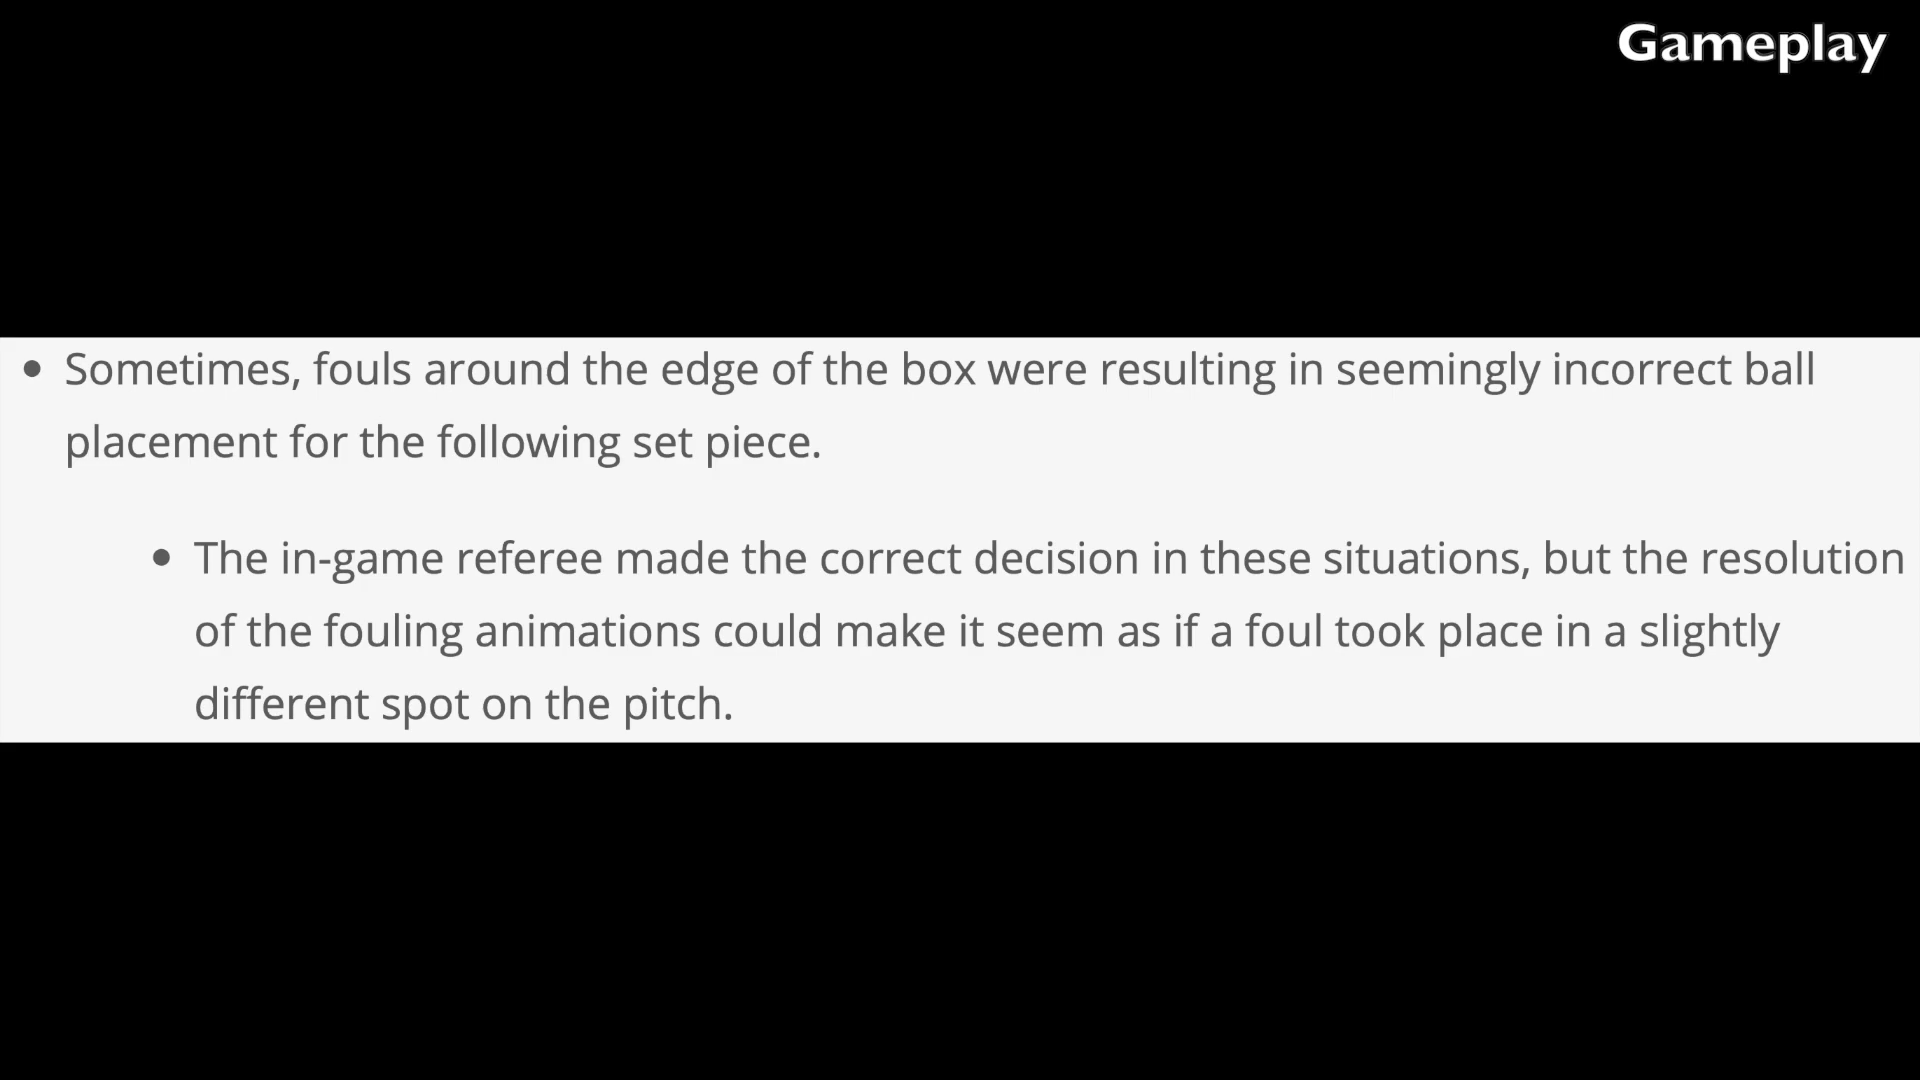 Gameplay
• Sometimes, fouls around the edge of the box were resulting in seemingly incorrect ball
placement for the following set piece.
• The in-game referee made the correct decision in these situations, but the resolution
of the fouling animations could make it seem as if a foul took place in a slightly
different spot on the pitch.